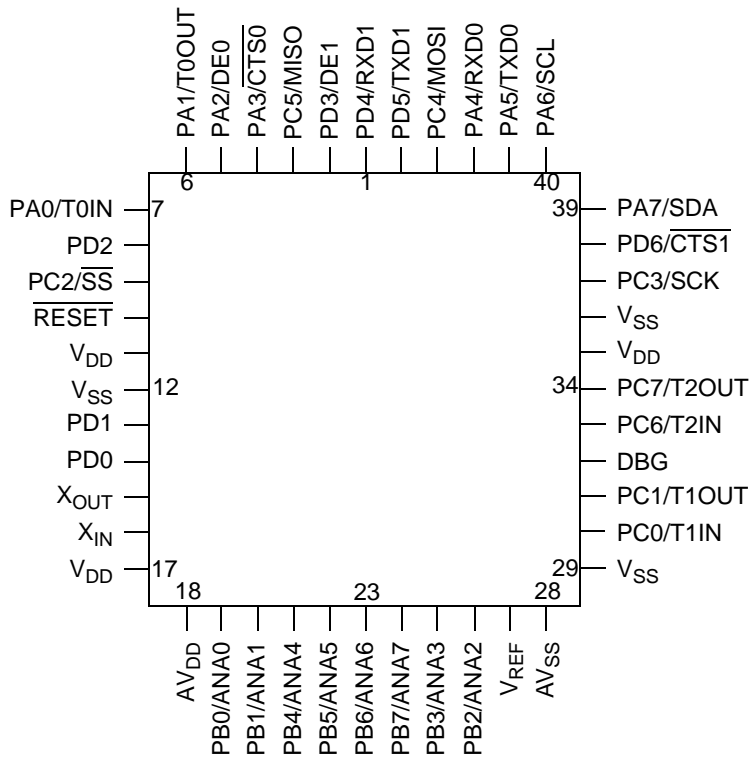 PA1/T0OUT
PA2/DE0
PA3/CTS0
PC5/MISO
PD3/DE1
PD4/RXD1
PD5/TXD1
PC4/MOSI
PA4/RXD0
PA5/TXD0
PA6/SCL
6
1
40
PA0/T0IN
7
39
PA7/SDA
PD2
PD6/CTS1
PC2/SS
PC3/SCK
RESET
VSS
VDD
VDD
VSS
12
34
PC7/T2OUT
PD1
PC6/T2IN
PD0
DBG
XOUT
PC1/T1OUT
XIN
PC0/T1IN
VDD
17
29
VSS
18
23
28
AVDD
PB0/ANA0
PB1/ANA1
PB4/ANA4
PB5/ANA5
PB6/ANA6
PB7/ANA7
PB3/ANA3
PB2/ANA2
VREF
AVSS